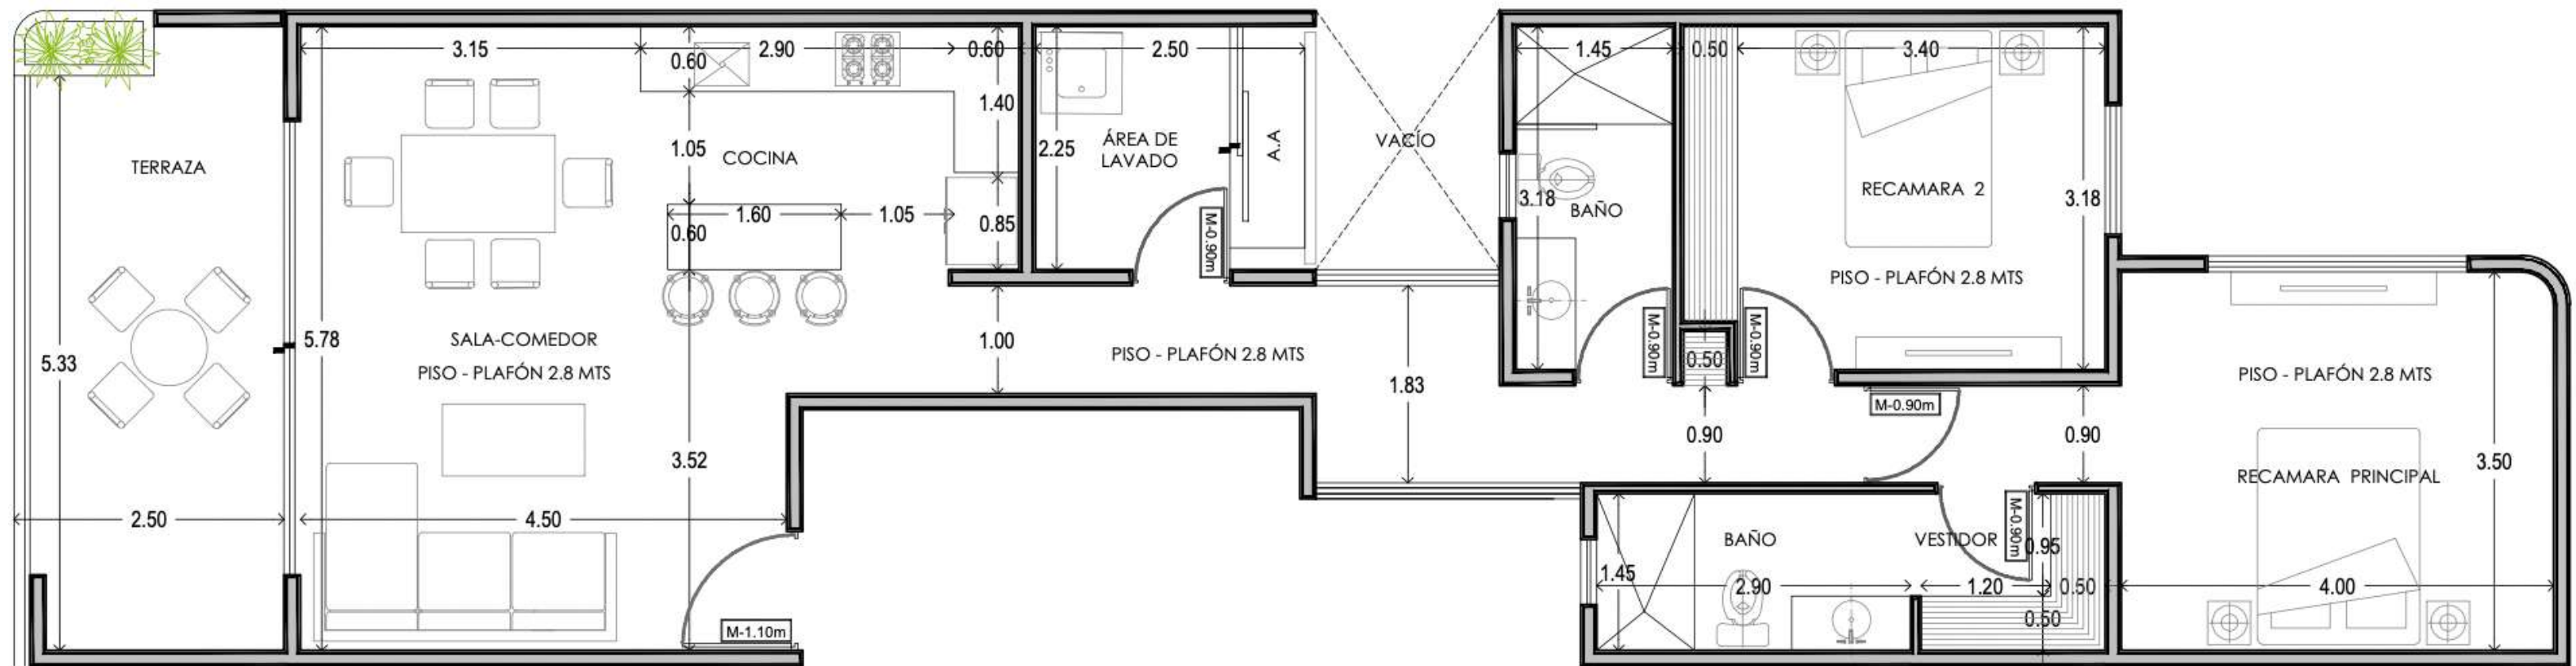 3.15
0.60
2.90
0.60
2.50
1.45
0.50
3.40
1.40
TERRAZA
1.05
COCINA
2.25
ÁREA DE
LAVADO
A.A
VACÍO
3.18
BAÑO
RECAMARA 2
3.18
1.60
0.60
1.05
0.85
M-0.90m
PISO - PLAFÓN 2.8 MTS
5.33
5.78
SALA-COMEDOR
PISO - PLAFÓN 2.8 MTS
1.00
PISO - PLAFÓN 2.8 MTS
1.83
M-0.90m
0.50
M-0.90m
PISO - PLAFÓN 2.8 MTS
M-0.90m
0.90
0.90
3.52
3.50
RECAMARA PRINCIPAL
2.50
4.50
BAÑO
VESTIDOR
M-0.90m
0.95
1.45
2.90
1.20
0.50
4.00
0.50
M-1.10m